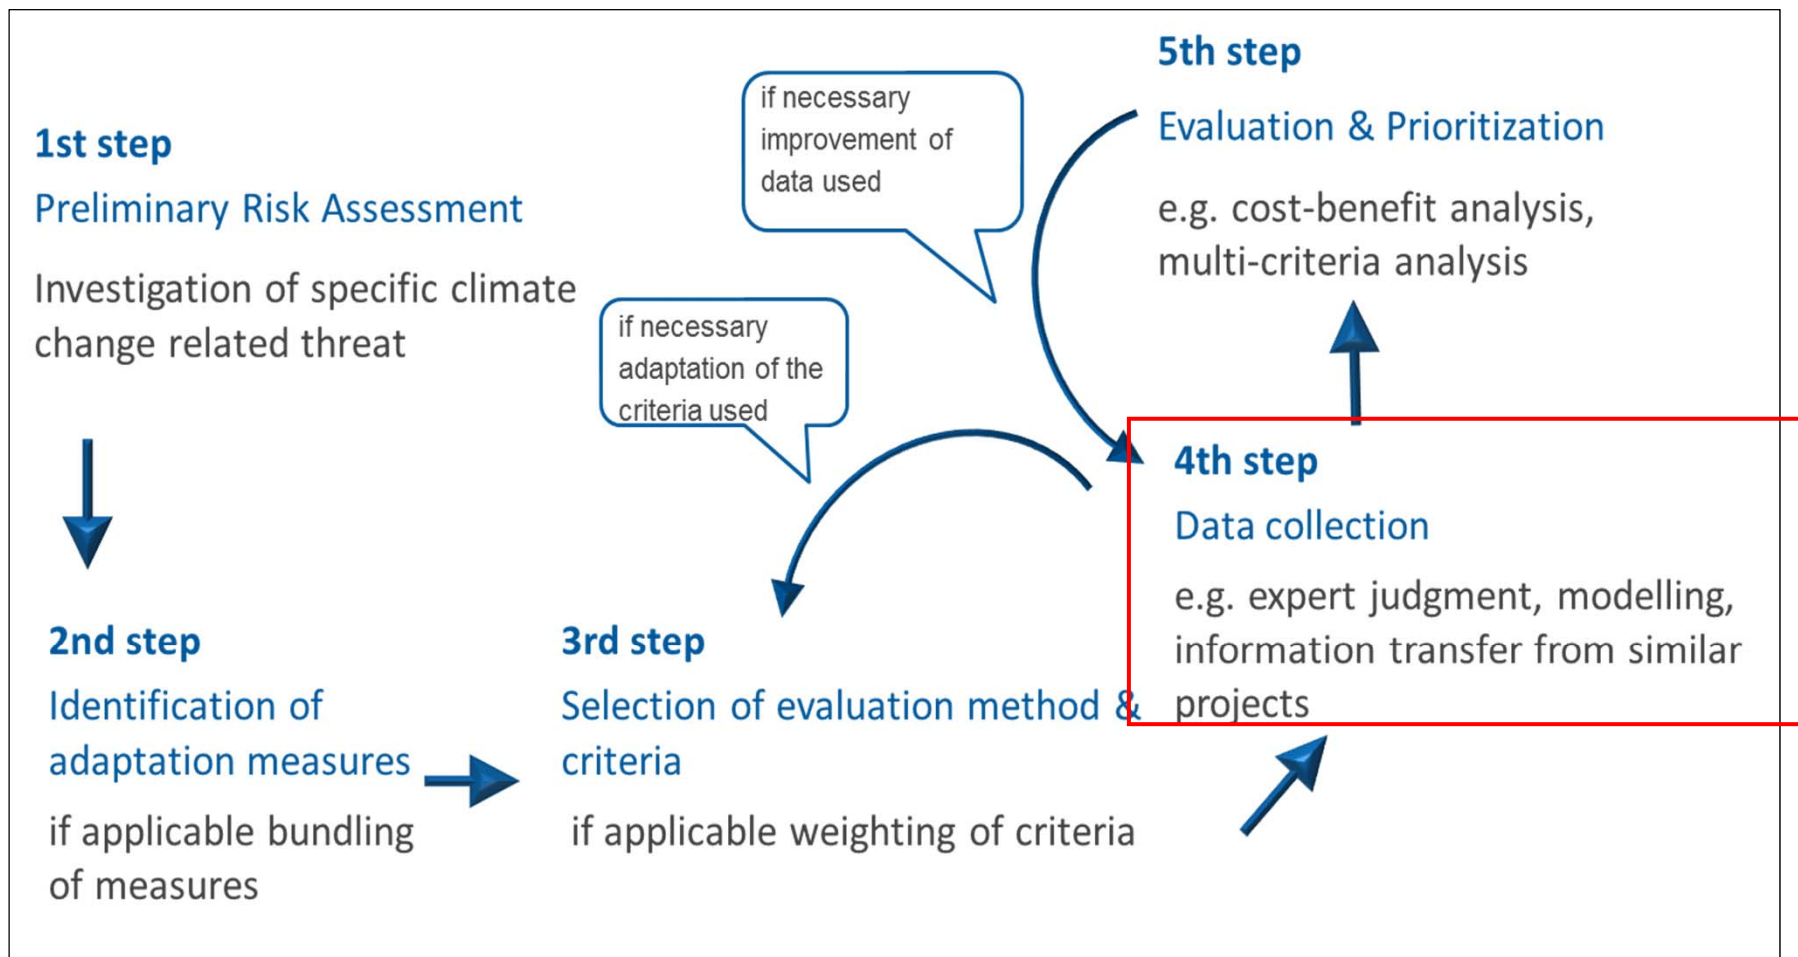 1st step
Preliminary Risk Assessment
Investigation of specific climate
change related threat
2nd step
Identification of
adaptation measures
if applicable bundling
of measures
3rd step
Selection of evaluation method &
criteria
if applicable weighting of criteria
if necessary
adaptation of the
criteria used
if necessary
improvement of
data used
4th step
Data collection
e.g. expert judgment, modelling,
information transfer from similar
projects
5th step
Evaluation & Prioritization
e.g. cost-benefit analysis,
multi-criteria analysis